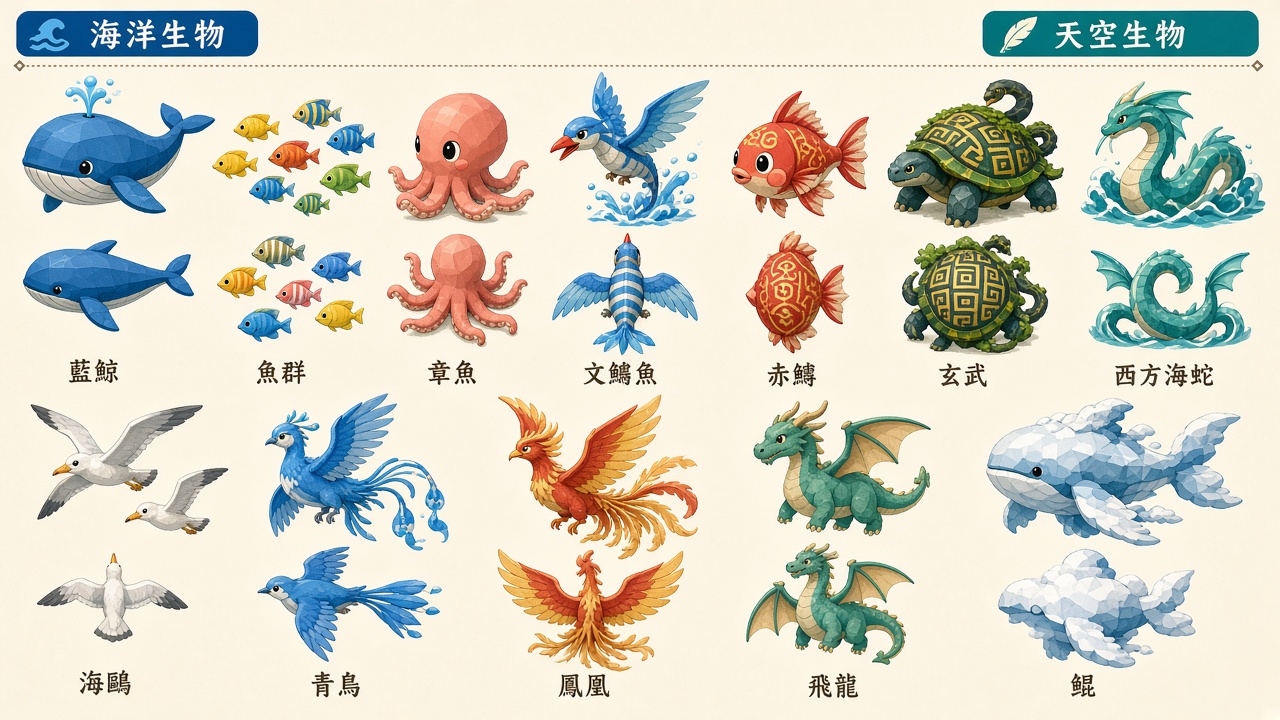 海洋生物
天空生物
藍鯨
魚群
章魚
文鰩魚
赤鱄
玄武
西方海蛇
海鷗
青鳥
鳳凰
飛龍
鯤